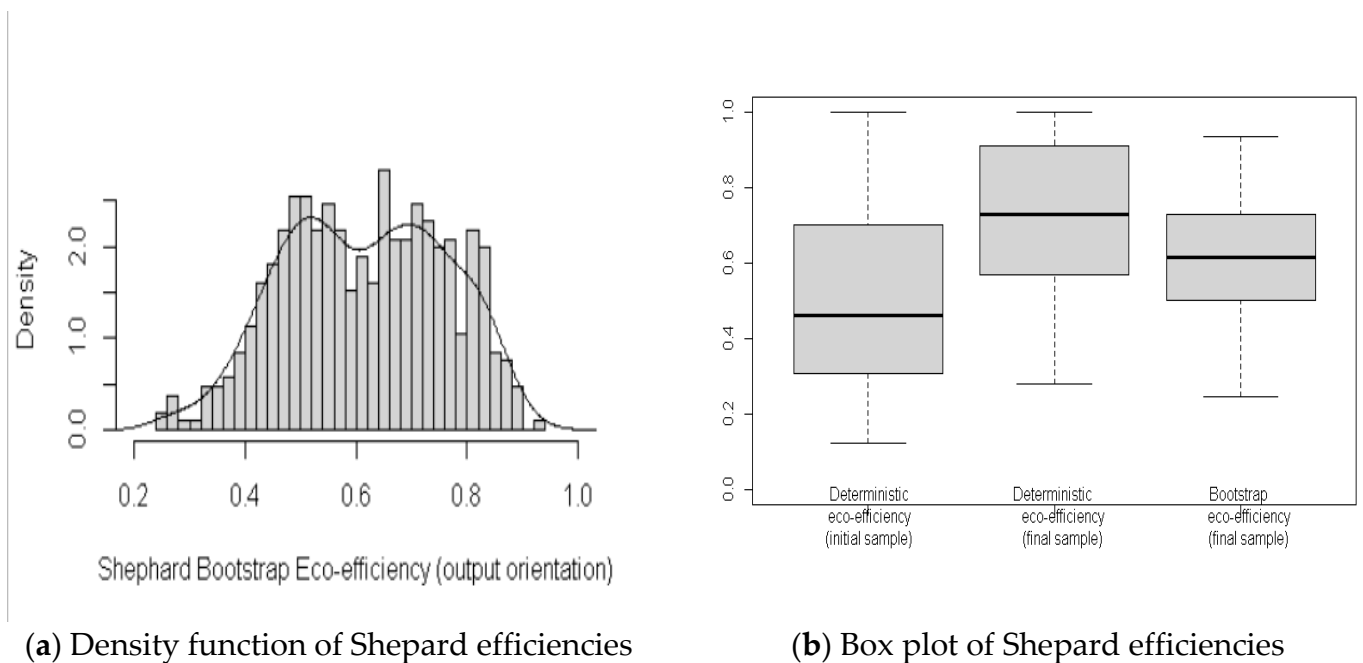 Density
0.0
1.0
2.0
0.2 0.4 0.6 0.8 1.0
Shephard Bootstrap Eco-efficiency (output orientation)
(a) Density function of Shepard efficiencies
1.0
0.8
0.6
0.4
0.2
0.0
Deterministic
eco-efficiency
(initial sample)
Deterministic
eco-efficiency
(final sample)
Bootstrap
eco-efficiency
(final sample)
(b) Box plot of Shepard efficiencies